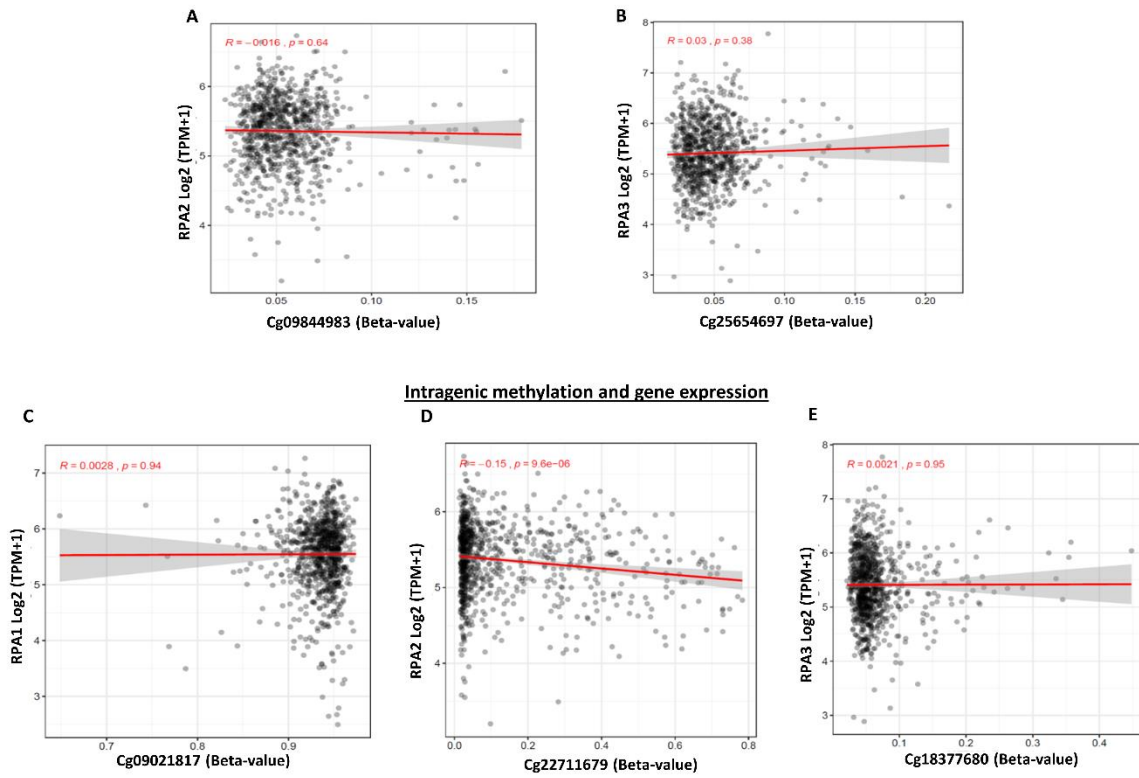 A
R = −0.016 , p = 0.64
RPA2 Log2 (TPM+1)
6
5
4
0.05 0.10 0.15
Cg09844983 (Beta-value)
B
R = 0.03 , p = 0.38
RPA3 Log2 (TPM+1)
8
7
6
5
4
3
0.05 0.10 0.15 0.20
Cg25654697 (Beta-value)
Intragenic methylation and gene expression
C
R = 0.0028 , p = 0.94
RPA1 Log2 (TPM+1)
7
6
5
4
3
0.7 0.8 0.9
Cg09021817 (Beta-value)
D
R = −0.15 , p = 9.6e−06
RPA2 Log2 (TPM+1)
6
5
4
0.0 0.2 0.4 0.6 0.8
Cg22711679 (Beta-value)
E
R = 0.0021 , p = 0.95
RPA3 Log2 (TPM+1)
8
7
6
5
4
3
0.1 0.2 0.3 0.4
Cg18377680 (Beta-value)